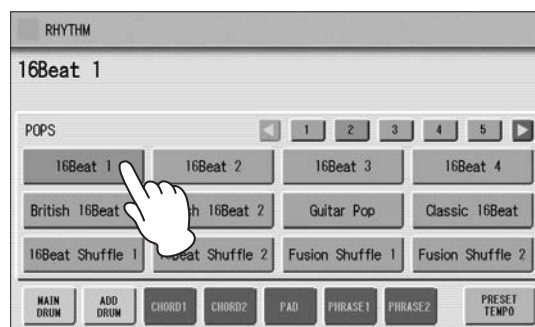 RHYTHM
16Beat 1
POPS 1 2 3 4 5
16Beat 1 16Beat 2 16Beat 3 16Beat 4
British 16Beat 16Beat 2 Guitar Pop Classic 16Beat
16Beat Shuffle 1 Shuffle 2 Fusion Shuffle 1 Fusion Shuffle 2
MAIN DRUM ADD DRUM CHORD1 CHORD2 PAD PHRASE1 PHRASE2 PRESET TEMPO